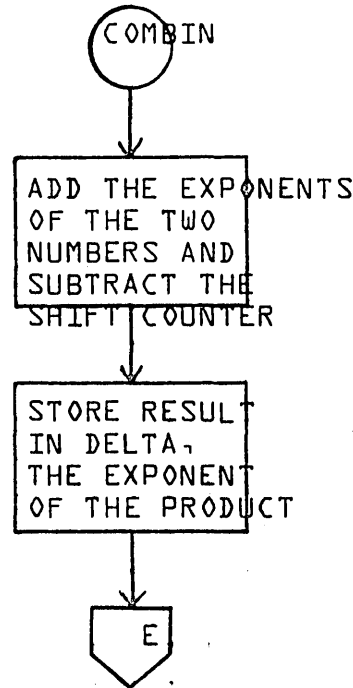 COMBIN
ADD THE EXPONENTS
OF THE TWO
NUMBERS AND
SUBTRACT THE
SHIFT COUNTER
STORE RESULT
IN DELTA,
THE EXPONENT
OF THE PRODUCT
E